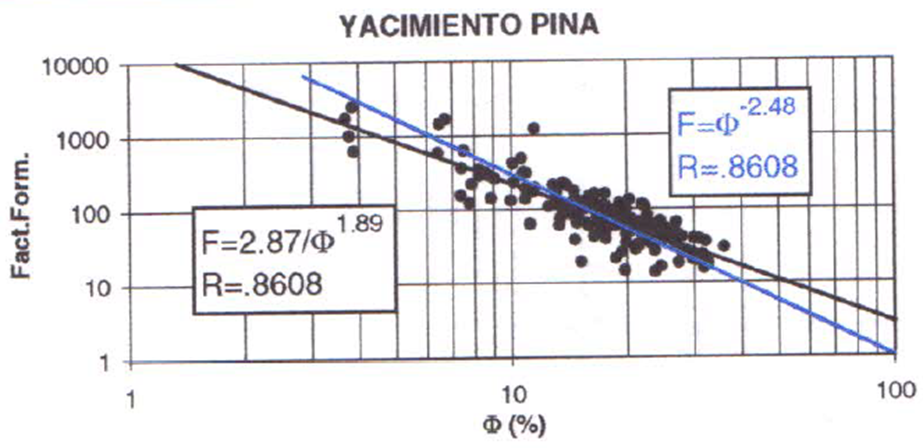 YACIMIENTO PINA
10000
1000
100
10
1
Fact.Form.
F=Φ^-2.48
R=.8608
F=2.87/Φ^1.89
R=.8608
1 10 100
Φ (%)